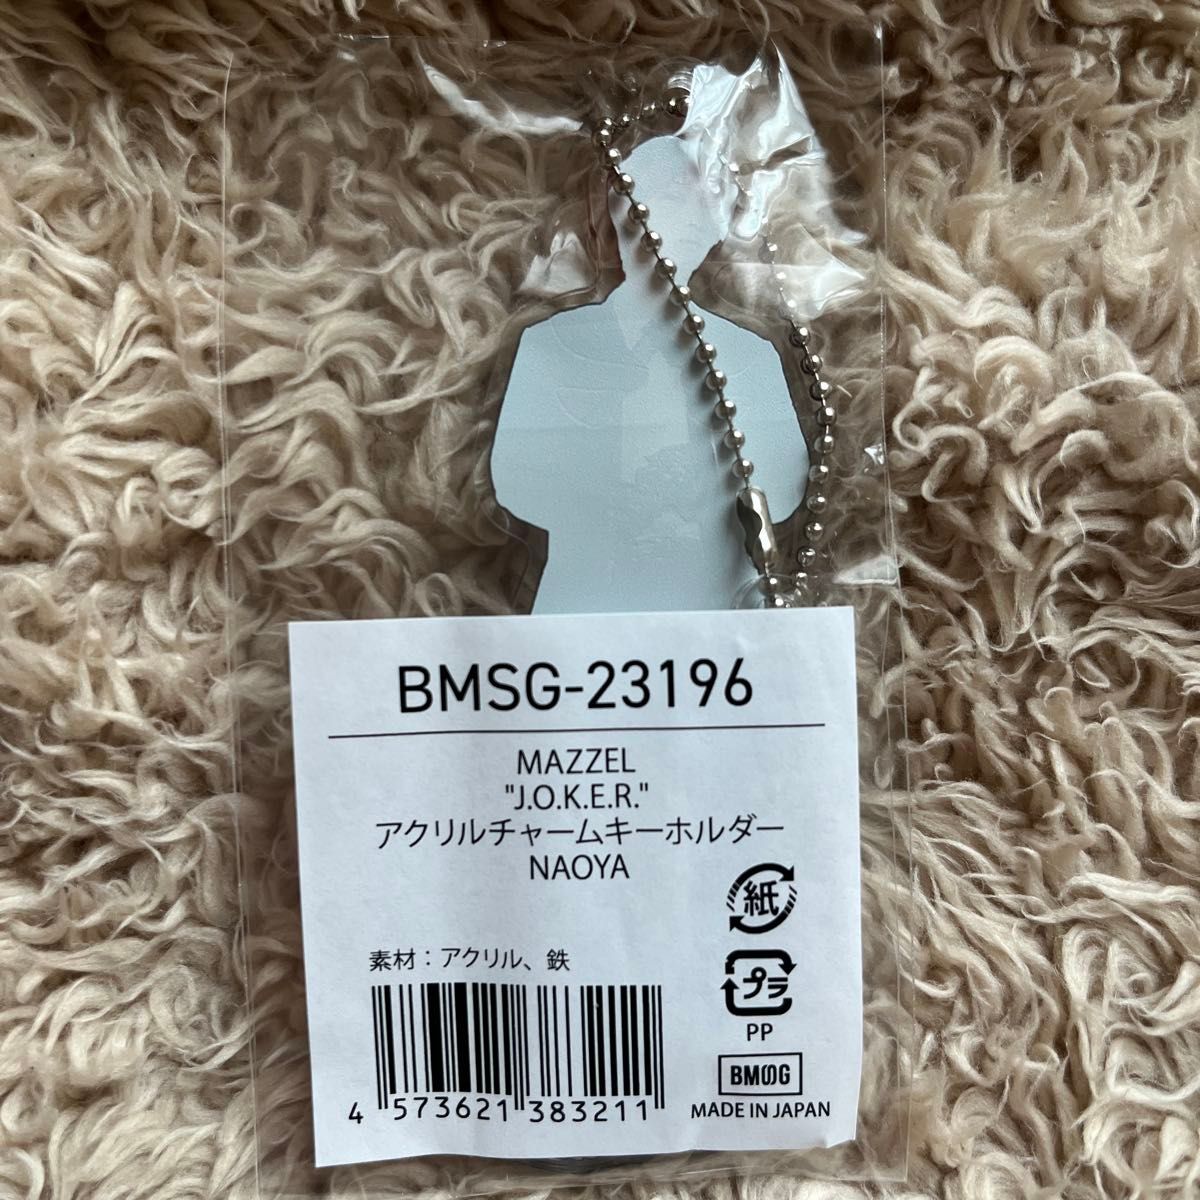 BMSG-23196
MAZZEL
"J.O.K.E.R."
アクリルチャームキーホルダー
NAOYA
紙
素材：アクリル、鉄
プラ
PP
BMSG
MADE IN JAPAN
4 573621 383211